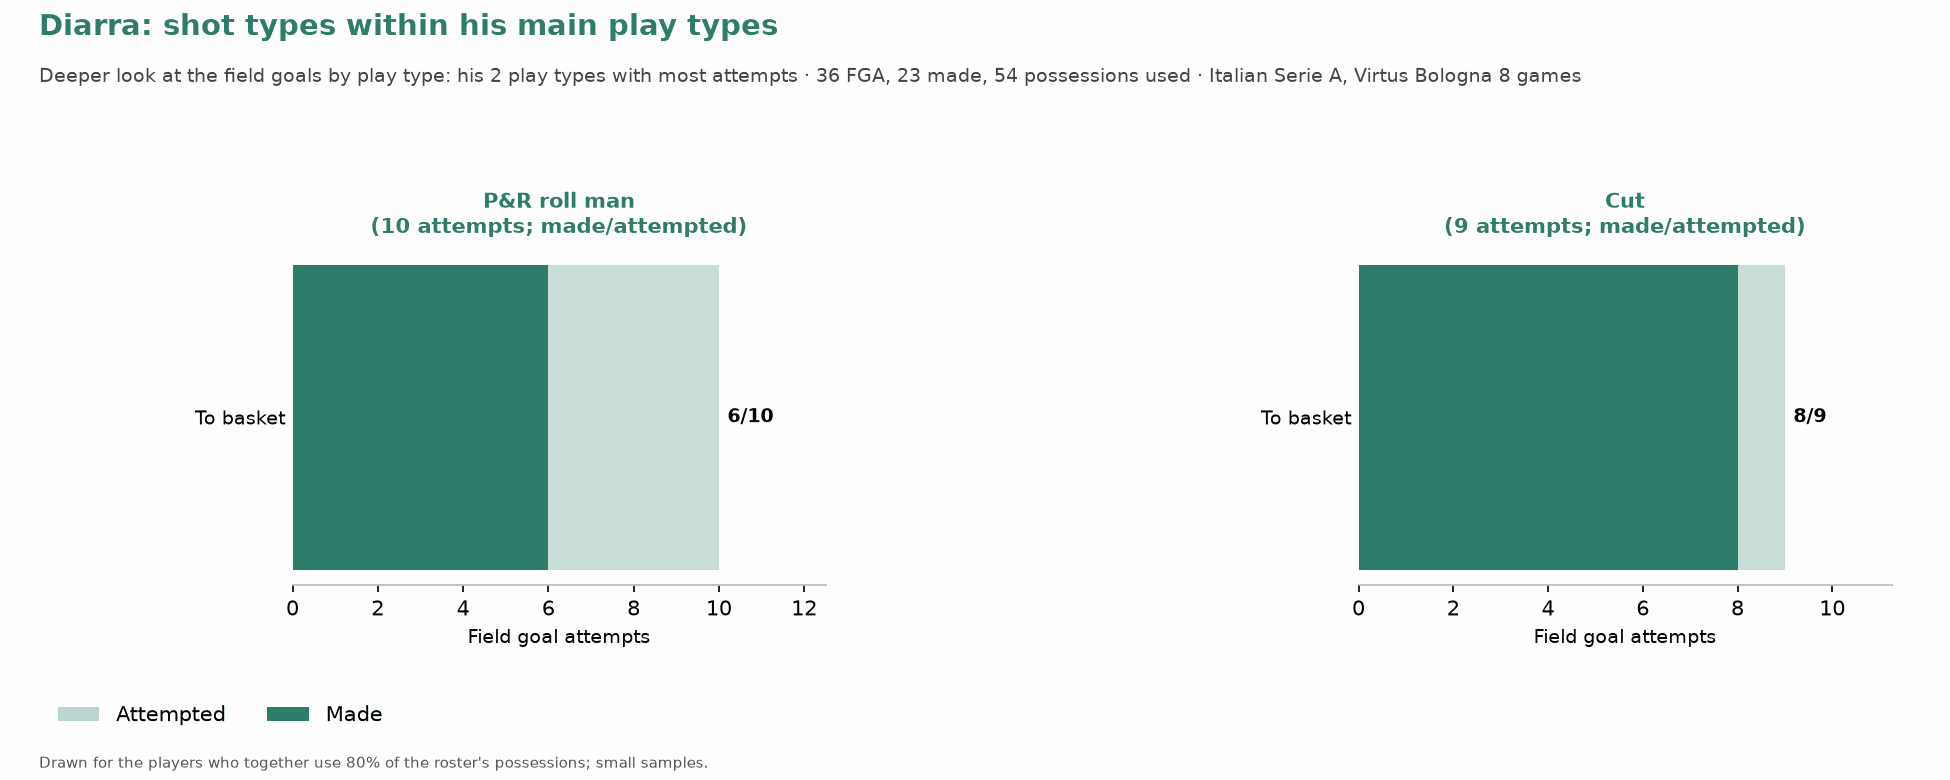 Diarra: shot types within his main play types
Deeper look at the field goals by play type: his 2 play types with most attempts · 36 FGA, 23 made, 54 possessions used · Italian Serie A, Virtus Bologna 8 games
P&R roll man
(10 attempts; made/attempted)
To basket
6/10
0 2 4 6 8 10 12
Field goal attempts
Cut
(9 attempts; made/attempted)
To basket
8/9
0 2 4 6 8 10
Field goal attempts
Attempted Made
Drawn for the players who together use 80% of the roster's possessions; small samples.